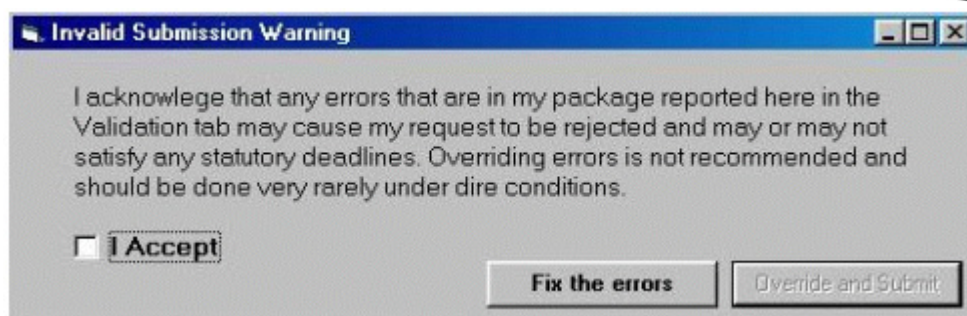 Invalid Submission Warning
I acknowlege that any errors that are in my package reported here in the
Validation tab may cause my request to be rejected and may or may not
satisfy any statutory deadlines. Overriding errors is not recommended and
should be done very rarely under dire conditions.
I Accept
Fix the errors Override and Submit